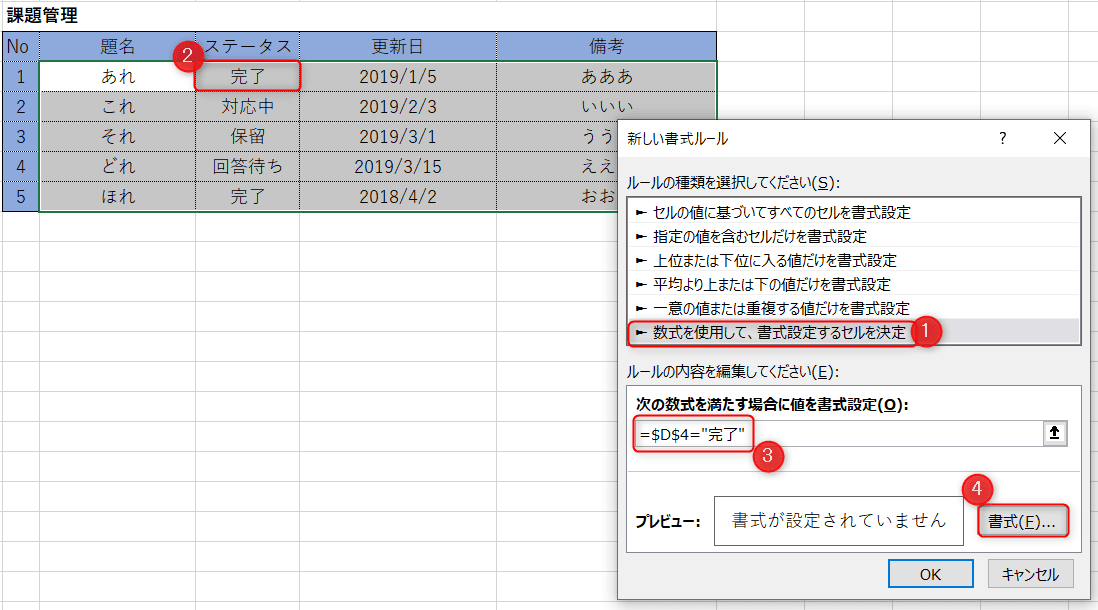 課題管理
No 題名 ステータス 更新日 備考
1 あれ 完了 2019/1/5 あああ
2 これ 対応中 2019/2/3 いいい
3 それ 保留 2019/3/1 うう
4 どれ 回答待ち 2019/3/15 ええ
5 ほれ 完了 2018/4/2 おお
2
新しい書式ルール ? ×
ルールの種類を選択してください(S):
► セルの値に基づいてすべてのセルを書式設定
► 指定の値を含むセルだけを書式設定
► 上位または下位に入る値だけを書式設定
► 平均より上または下の値だけを書式設定
► 一意の値または重複する値だけを書式設定
► 数式を使用して、書式設定するセルを決定
1
ルールの内容を編集してください(E):
次の数式を満たす場合に値を書式設定(O):
=$D$4="完了"
3
4
プレビュー: 書式が設定されていません 書式(F)...
OK キャンセル